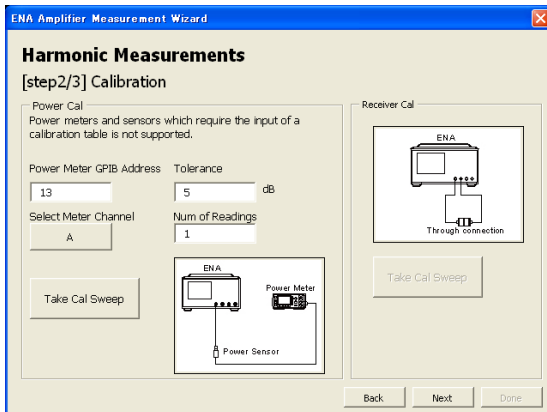 ENA Amplifier Measurement Wizard
Harmonic Measurements
[step2/3] Calibration
Power Cal
Power meters and sensors which require the input of a
calibration table is not supported.
Power Meter GPIB Address
Tolerance
13
5
dB
Select Meter Channel
Num of Readings
A
1
Take Cal Sweep
ENA
Power Meter
Power Sensor
Receiver Cal
ENA
Through connection
Take Cal Sweep
Back
Next
Done